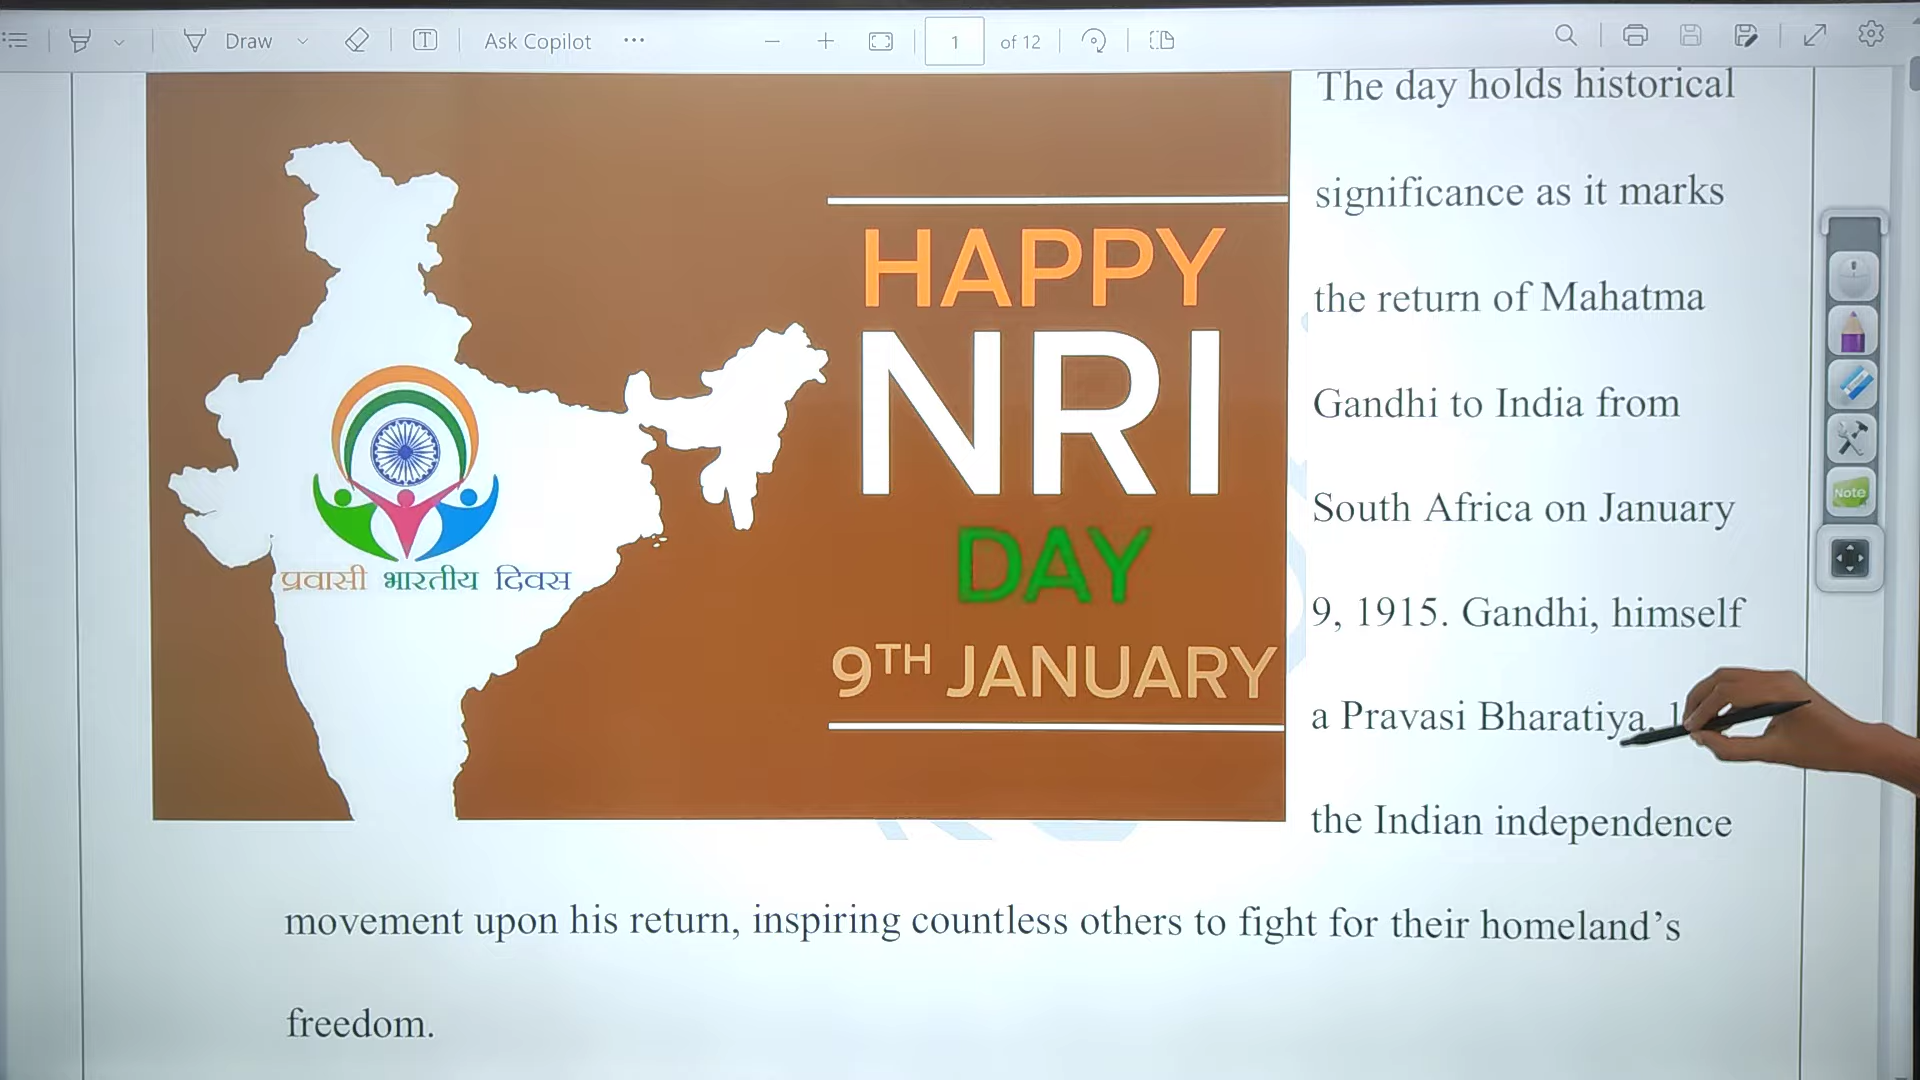 Draw
Ask Copilot
1
of 12
The day holds historical
significance as it marks
the return of Mahatma
Gandhi to India from
South Africa on January
9, 1915. Gandhi, himself
a Pravasi Bharatiya,
the Indian independence
movement upon his return, inspiring countless others to fight for their homeland’s
freedom.
HAPPY
NRI
DAY
9TH JANUARY
प्रवासी भारतीय दिवस
Note